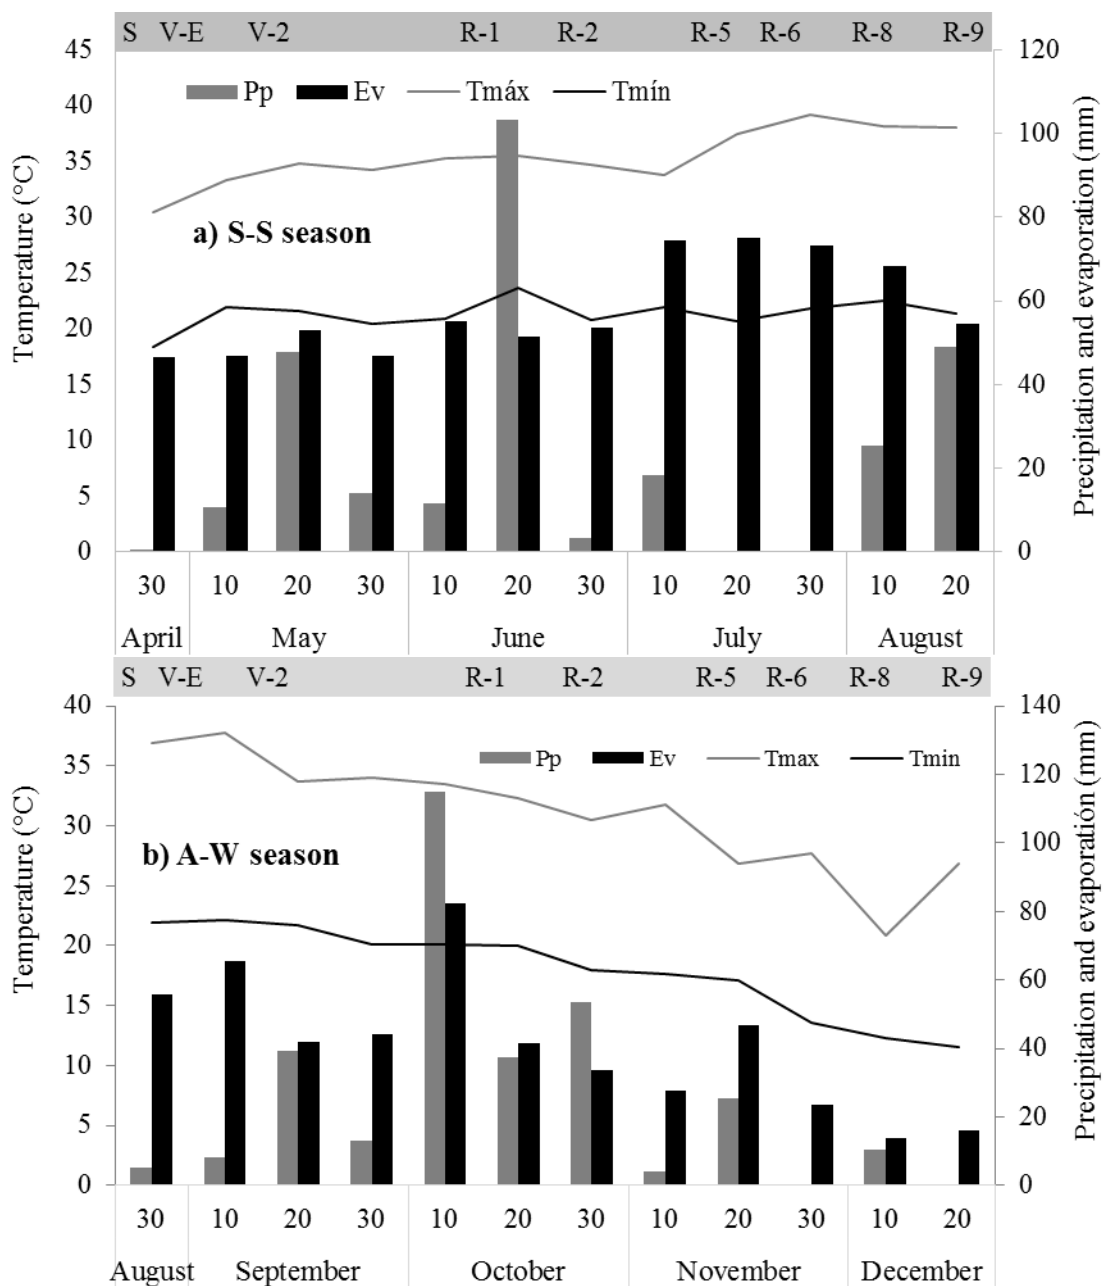 S V-E V-2 R-1 R-2 R-5 R-6 R-8 R-9
45 120
Pp Ev Tmáx Tmín
40
100
35
30 80
a) S-S season
25
60
20
15 40
10
20
5
0 0
Temperature (°C)
Precipitation and evaporation (mm)
30 10 20 30 10 20 30 10 20 30 10 20
April May June July August
S V-E V-2 R-1 R-2 R-5 R-6 R-8 R-9
40 140
Pp Ev Tmax Tmin
35 120
30
100
b) A-W season
25
80
20
60
15
10 40
5 20
0 0
Temperature (°C)
Precipitation and evaporatión (mm)
30 10 20 30 10 20 30 10 20 30 10 20
August September October November December